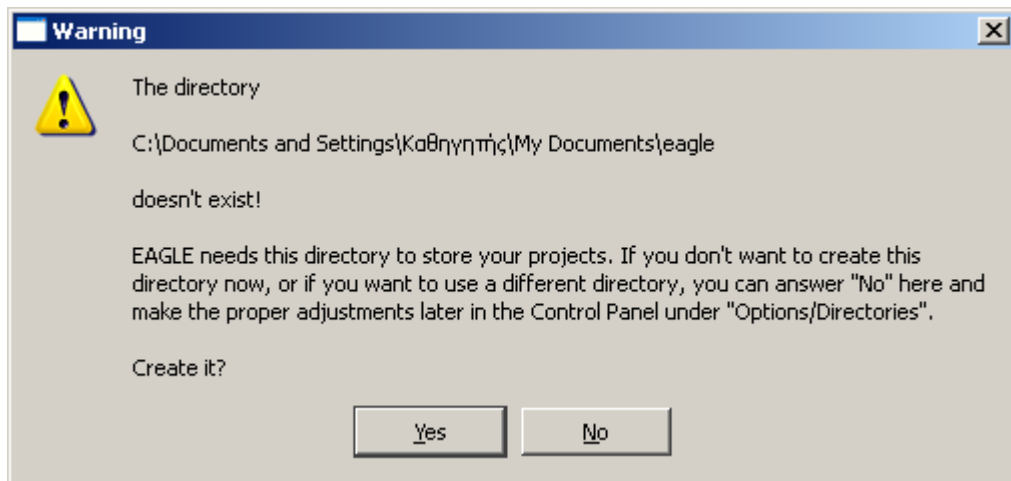 Warning
The directory
C:\Documents and Settings\Καθηγητής\My Documents\eagle
doesn't exist!
EAGLE needs this directory to store your projects. If you don't want to create this
directory now, or if you want to use a different directory, you can answer "No" here and
make the proper adjustments later in the Control Panel under "Options/Directories".
Create it?
Yes No